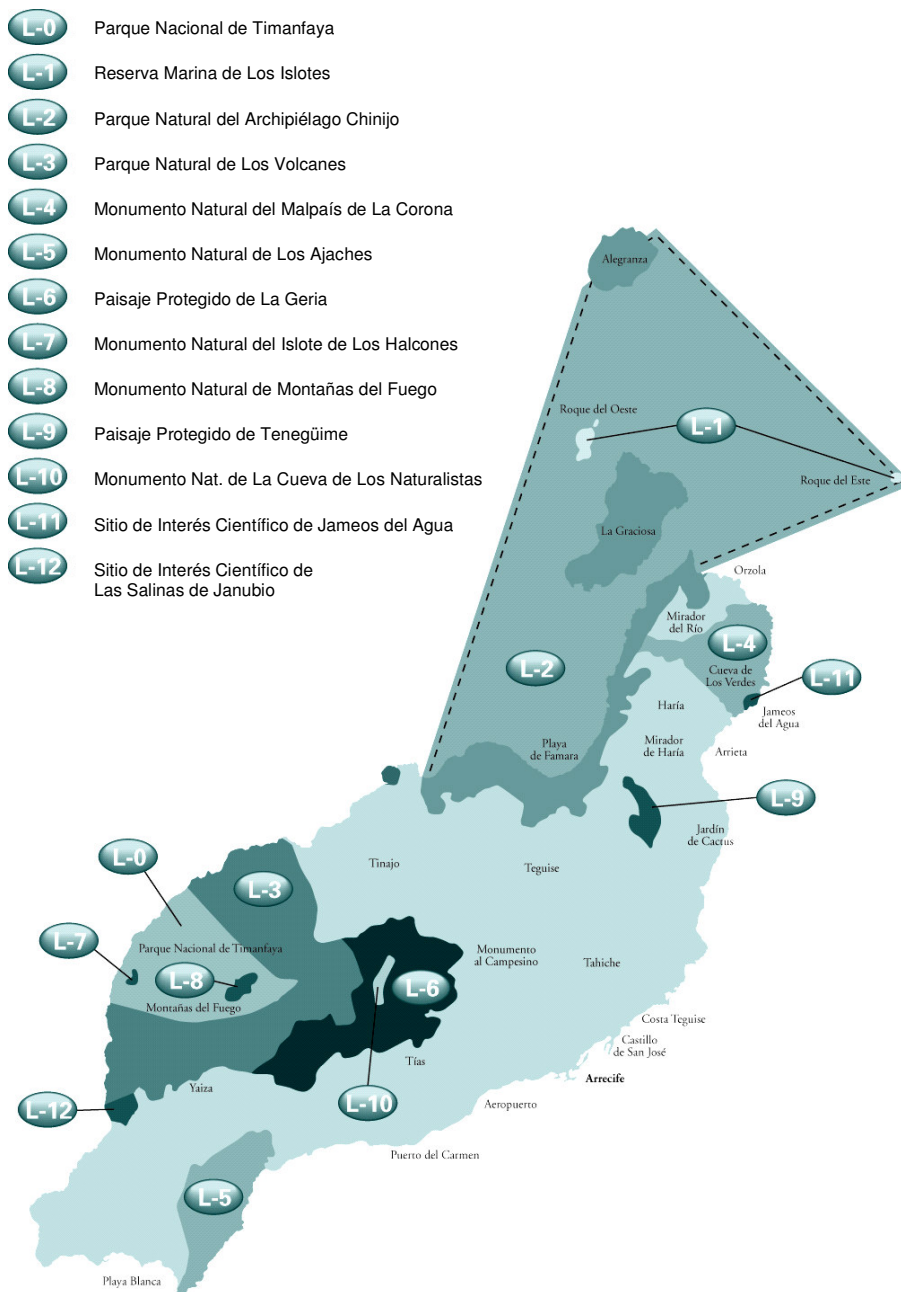 L-0 Parque Nacional de Timanfaya
L-1 Reserva Marina de Los Islotes
L-2 Parque Natural del Archipiélago Chinijo
L-3 Parque Natural de Los Volcanes
L-4 Monumento Natural del Malpaís de La Corona
L-5 Monumento Natural de Los Ajaches
L-6 Paisaje Protegido de La Geria
L-7 Monumento Natural del Islote de Los Halcones
L-8 Monumento Natural de Montañas del Fuego
L-9 Paisaje Protegido de Tenegüime
L-10 Monumento Nat. de La Cueva de Los Naturalistas
L-11 Sitio de Interés Científico de Jameos del Agua
L-12 Sitio de Interés Científico de
Las Salinas de Janubio
Alegranza
Roque del Oeste
L-1
Roque del Este
La Graciosa
Orzola
Mirador
del Río
L-4
L-2
Cueva de
Los Verdes
L-11
Haría
Jameos
del Agua
Playa
de Famara
Mirador
de Haría
Arrieta
L-9
Jardín
de Cactus
L-0
Tinajo
Teguise
L-3
L-7
Parque Nacional de Timanfaya
Monumento
al Campesino
Tahiche
L-8
L-6
Montañas del Fuego
Costa Teguise
Castillo
de San José
Tías
Arrecife
Yaiza
L-12
L-10
Aeropuerto
Puerto del Carmen
L-5
Playa Blanca